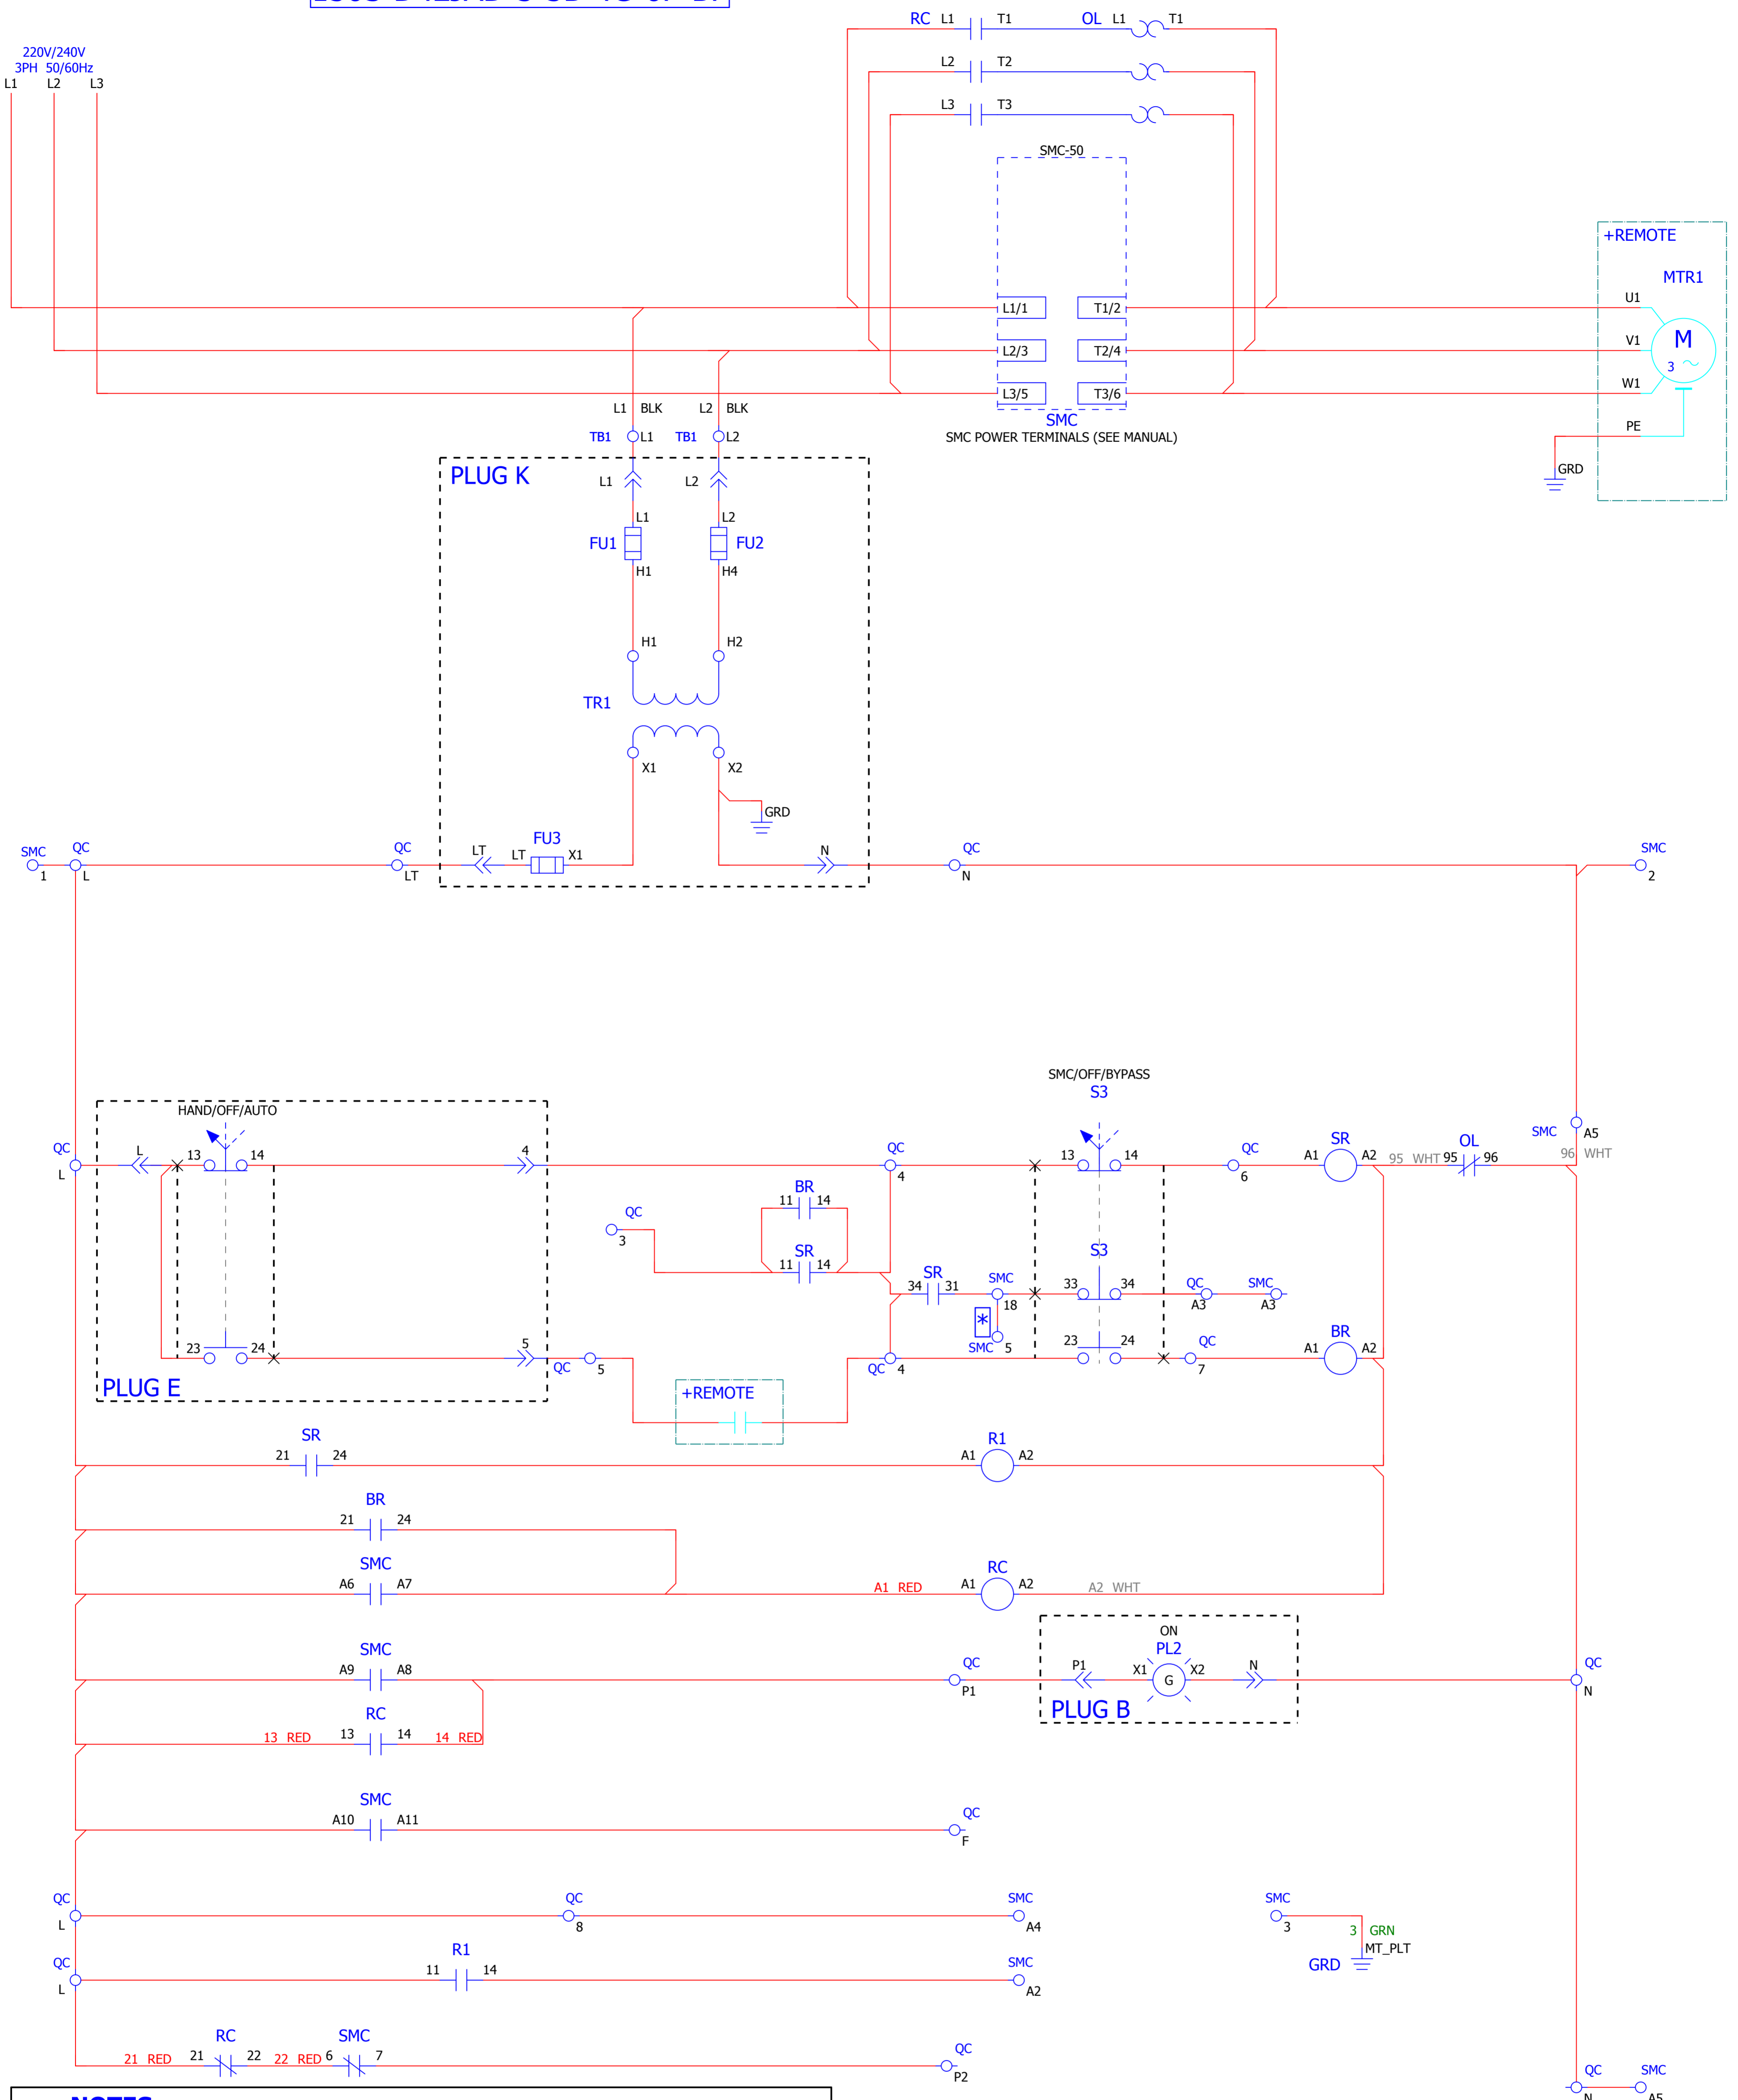 RC L1 T1 OL L1 T1
220V/240V
3PH 50/60Hz
L1 L2 L3
L2 T2
L3 T3
SMC-50
+REMOTE
MTR1
L1/1 T1/2 U1
L2/3 T2/4 V1
M
3
L3/5 T3/6 W1
L1 BLK L2 BLK
SMC
SMC POWER TERMINALS (SEE MANUAL)
PE
GRD
TB1 L1 TB1 L2
PLUG K
L1 L2
L1 L2
FU1 FU2
H1 H4
H1 H2
TR1
X1 X2
GRD
SMC QC QC FU3 QC SMC
LT LT X1 N
1 L LT N 2
SMC/OFF/BYPASS
S3
HAND/OFF/AUTO
SMC A5
QC L 13 14 4 QC 13 14 QC SR OL
A1 A2 95 WHT 95 96 96 WHT
L 4 6
BR
11 14
QC
3
SR S3
11 14
SR SMC QC SMC
34 31 33 34
18 A3 A3
*
SMC 5
23 24 5 23 24 QC BR
A1 A2
QC 5 QC 4 7
PLUG E
+REMOTE
SR R1
21 24 A1 A2
BR
21 24
SMC RC
A6 A7 A1 RED A1 A2 A2 WHT
ON
SMC PL2
A9 A8 QC P1 X1 G X2 N QC
P1 N
PLUG B
RC
13 RED 13 14 14 RED
SMC
A10 A11 QC
F
QC QC SMC SMC
L 8 A4 3
3 GRN
MT_PLT
GRD
QC R1 SMC
11 14
L A2
RC SMC
21 RED 21 22 22 RED 6 7 QC
P2
QC SMC
N A5
NOTES